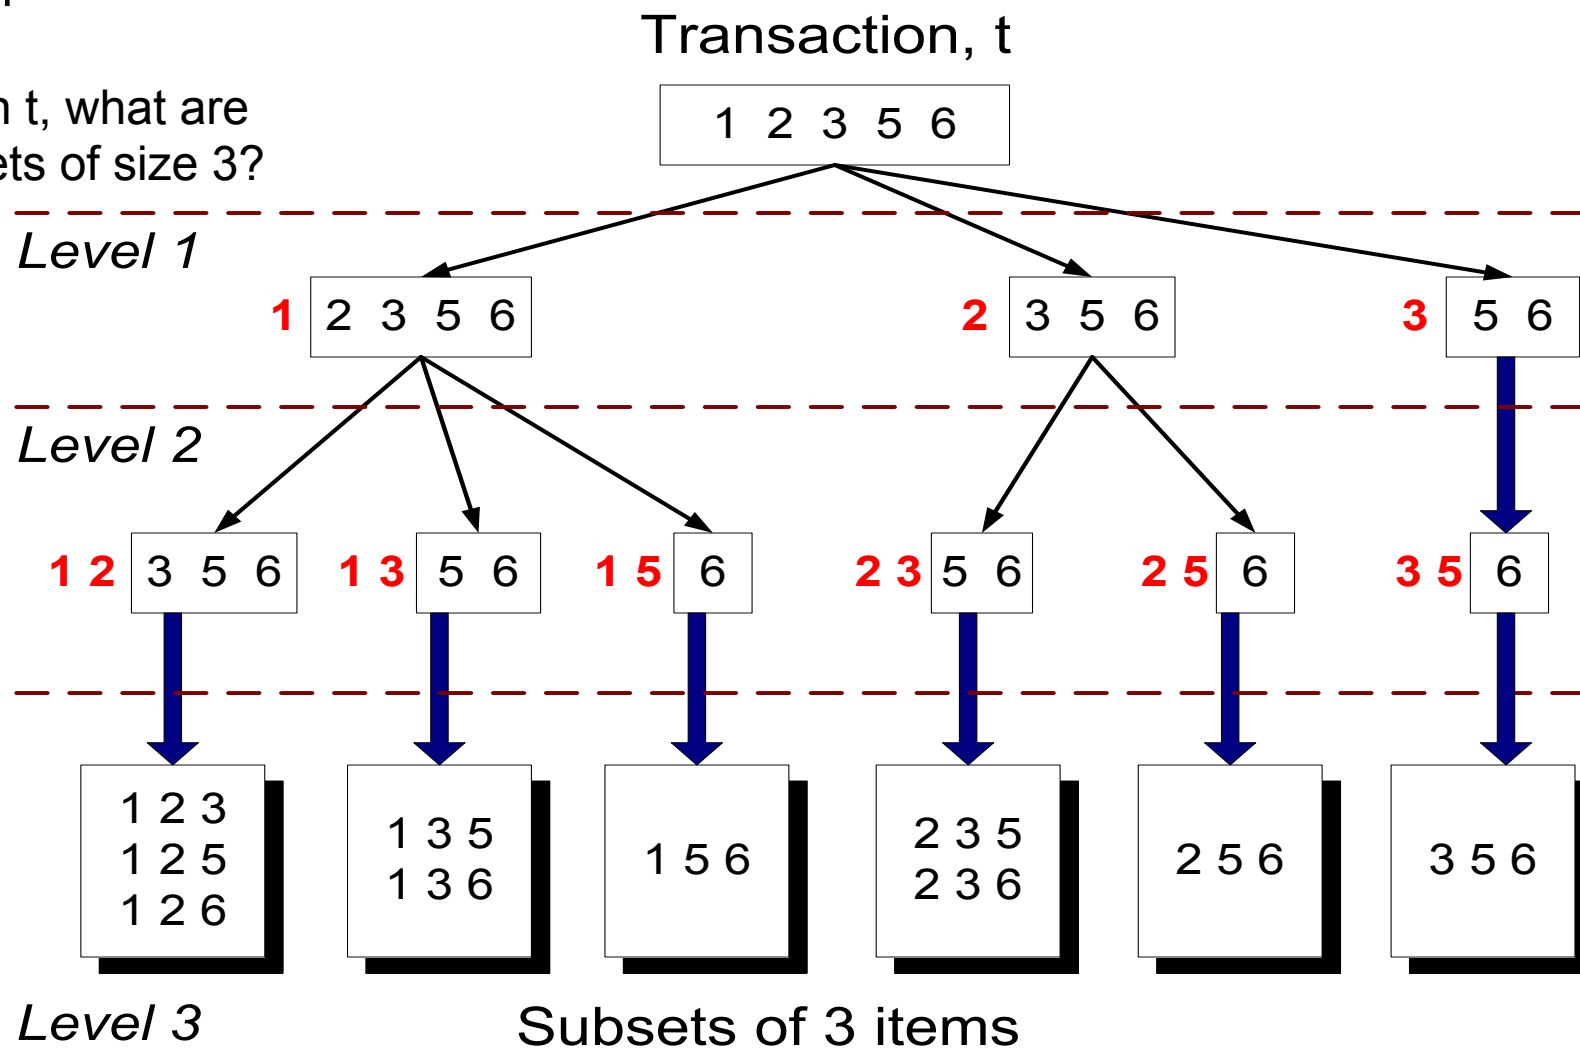 Transaction, t
n t, what are
ets of size 3?
1 2 3 5 6
Level 1
1 2 3 5 6 2 3 5 6 3 5 6
Level 2
1 2 3 5 6 1 3 5 6 1 5 6 2 3 5 6 2 5 6 3 5 6
1 2 3
1 2 5
1 2 6
1 3 5
1 3 6
1 5 6
2 3 5
2 3 6
2 5 6
3 5 6
Level 3
Subsets of 3 items